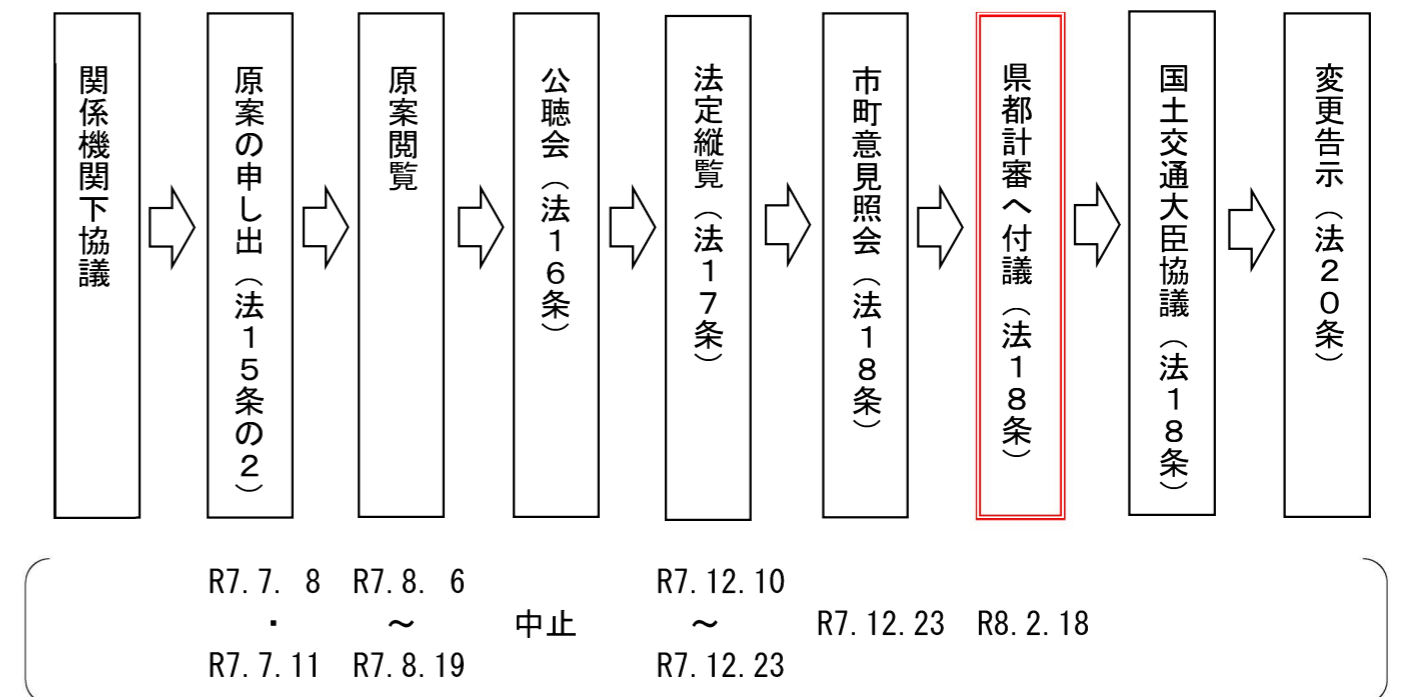 関係機関下協議
原案の申し出（法１５条の２）
原案閲覧
公聴会（法１６条）
法定縦覧（法１７条）
市町意見照会（法１８条）
県都計審へ付議（法１８条）
国土交通大臣協議（法１８条）
変更告示（法２０条）
R7.7. 8
・
R7.7.11
R7.8. 6
～
R7.8.19
中止
R7.12.10
～
R7.12.23
R7.12.23
R8.2.18